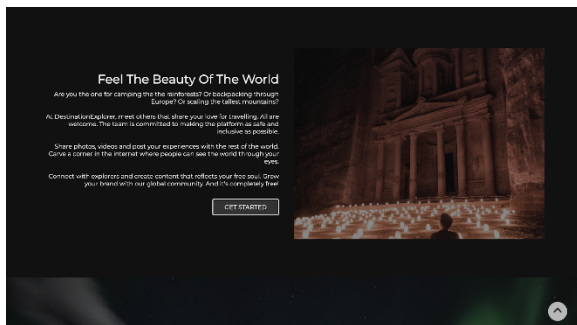 Feel The Beauty Of The World
Are you the one for camping the the rainforests? Or backpacking through
Europe? Or scaling the tallest mountains?
At DestinationExplorer, meet others that share your love for travelling. All are
welcome. The team is committed to making the platform as safe and
inclusive as possible.
Share photos, videos and post your experiences with the rest of the world.
Carve a corner in the internet where people can see the world through your
eyes.
Connect with explorers and create content that reflects your free soul. Grow
your brand with our global community. And it's completely free!
GET STARTED